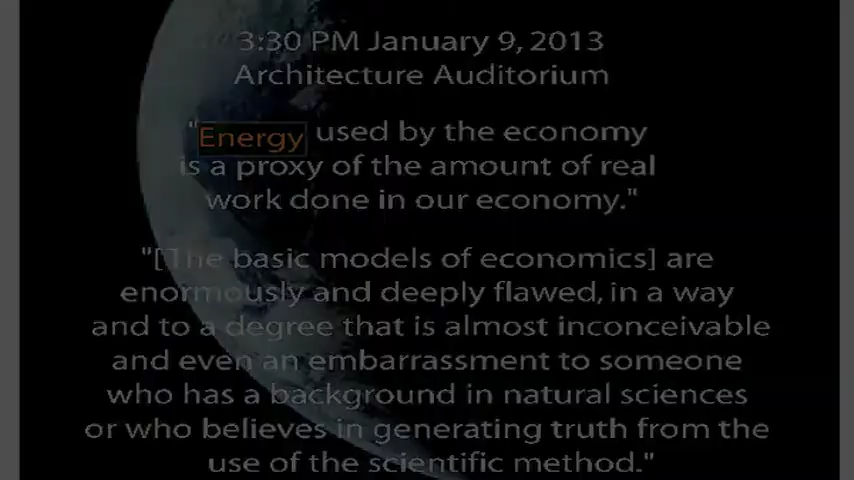 3:30 PM January 9, 2013
Architecture Auditorium
"Energy used by the economy
is a proxy of the amount of real
work done in our economy."
"[The basic models of economics] are
enormously and deeply flawed, in a way
and to a degree that is almost inconceivable
and even an embarrassment to someone
who has a background in natural sciences
or who believes in generating truth from the
use of the scientific method."